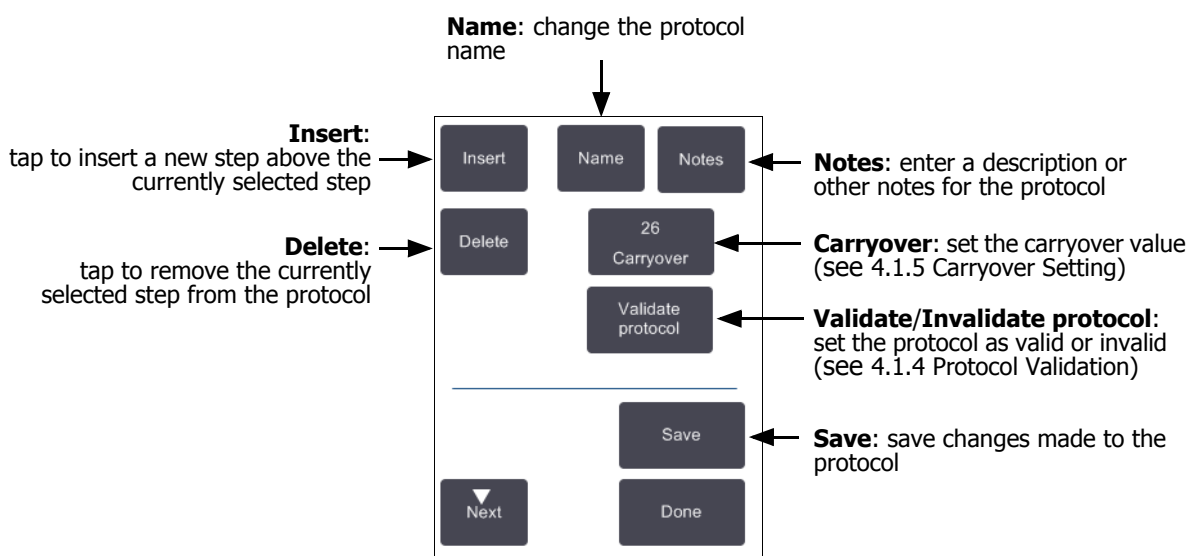 Name: change the protocol
name
Insert:
tap to insert a new step above the
currently selected step
Insert
Name
Notes
Notes: enter a description or
other notes for the protocol
Delete:
tap to remove the currently
selected step from the protocol
Delete
26
Carryover
Carryover: set the carryover value
(see 4.1.5 Carryover Setting)
Validate
protocol
Validate/Invalidate protocol:
set the protocol as valid or invalid
(see 4.1.4 Protocol Validation)
Save
Save: save changes made to the
protocol
Next
Done